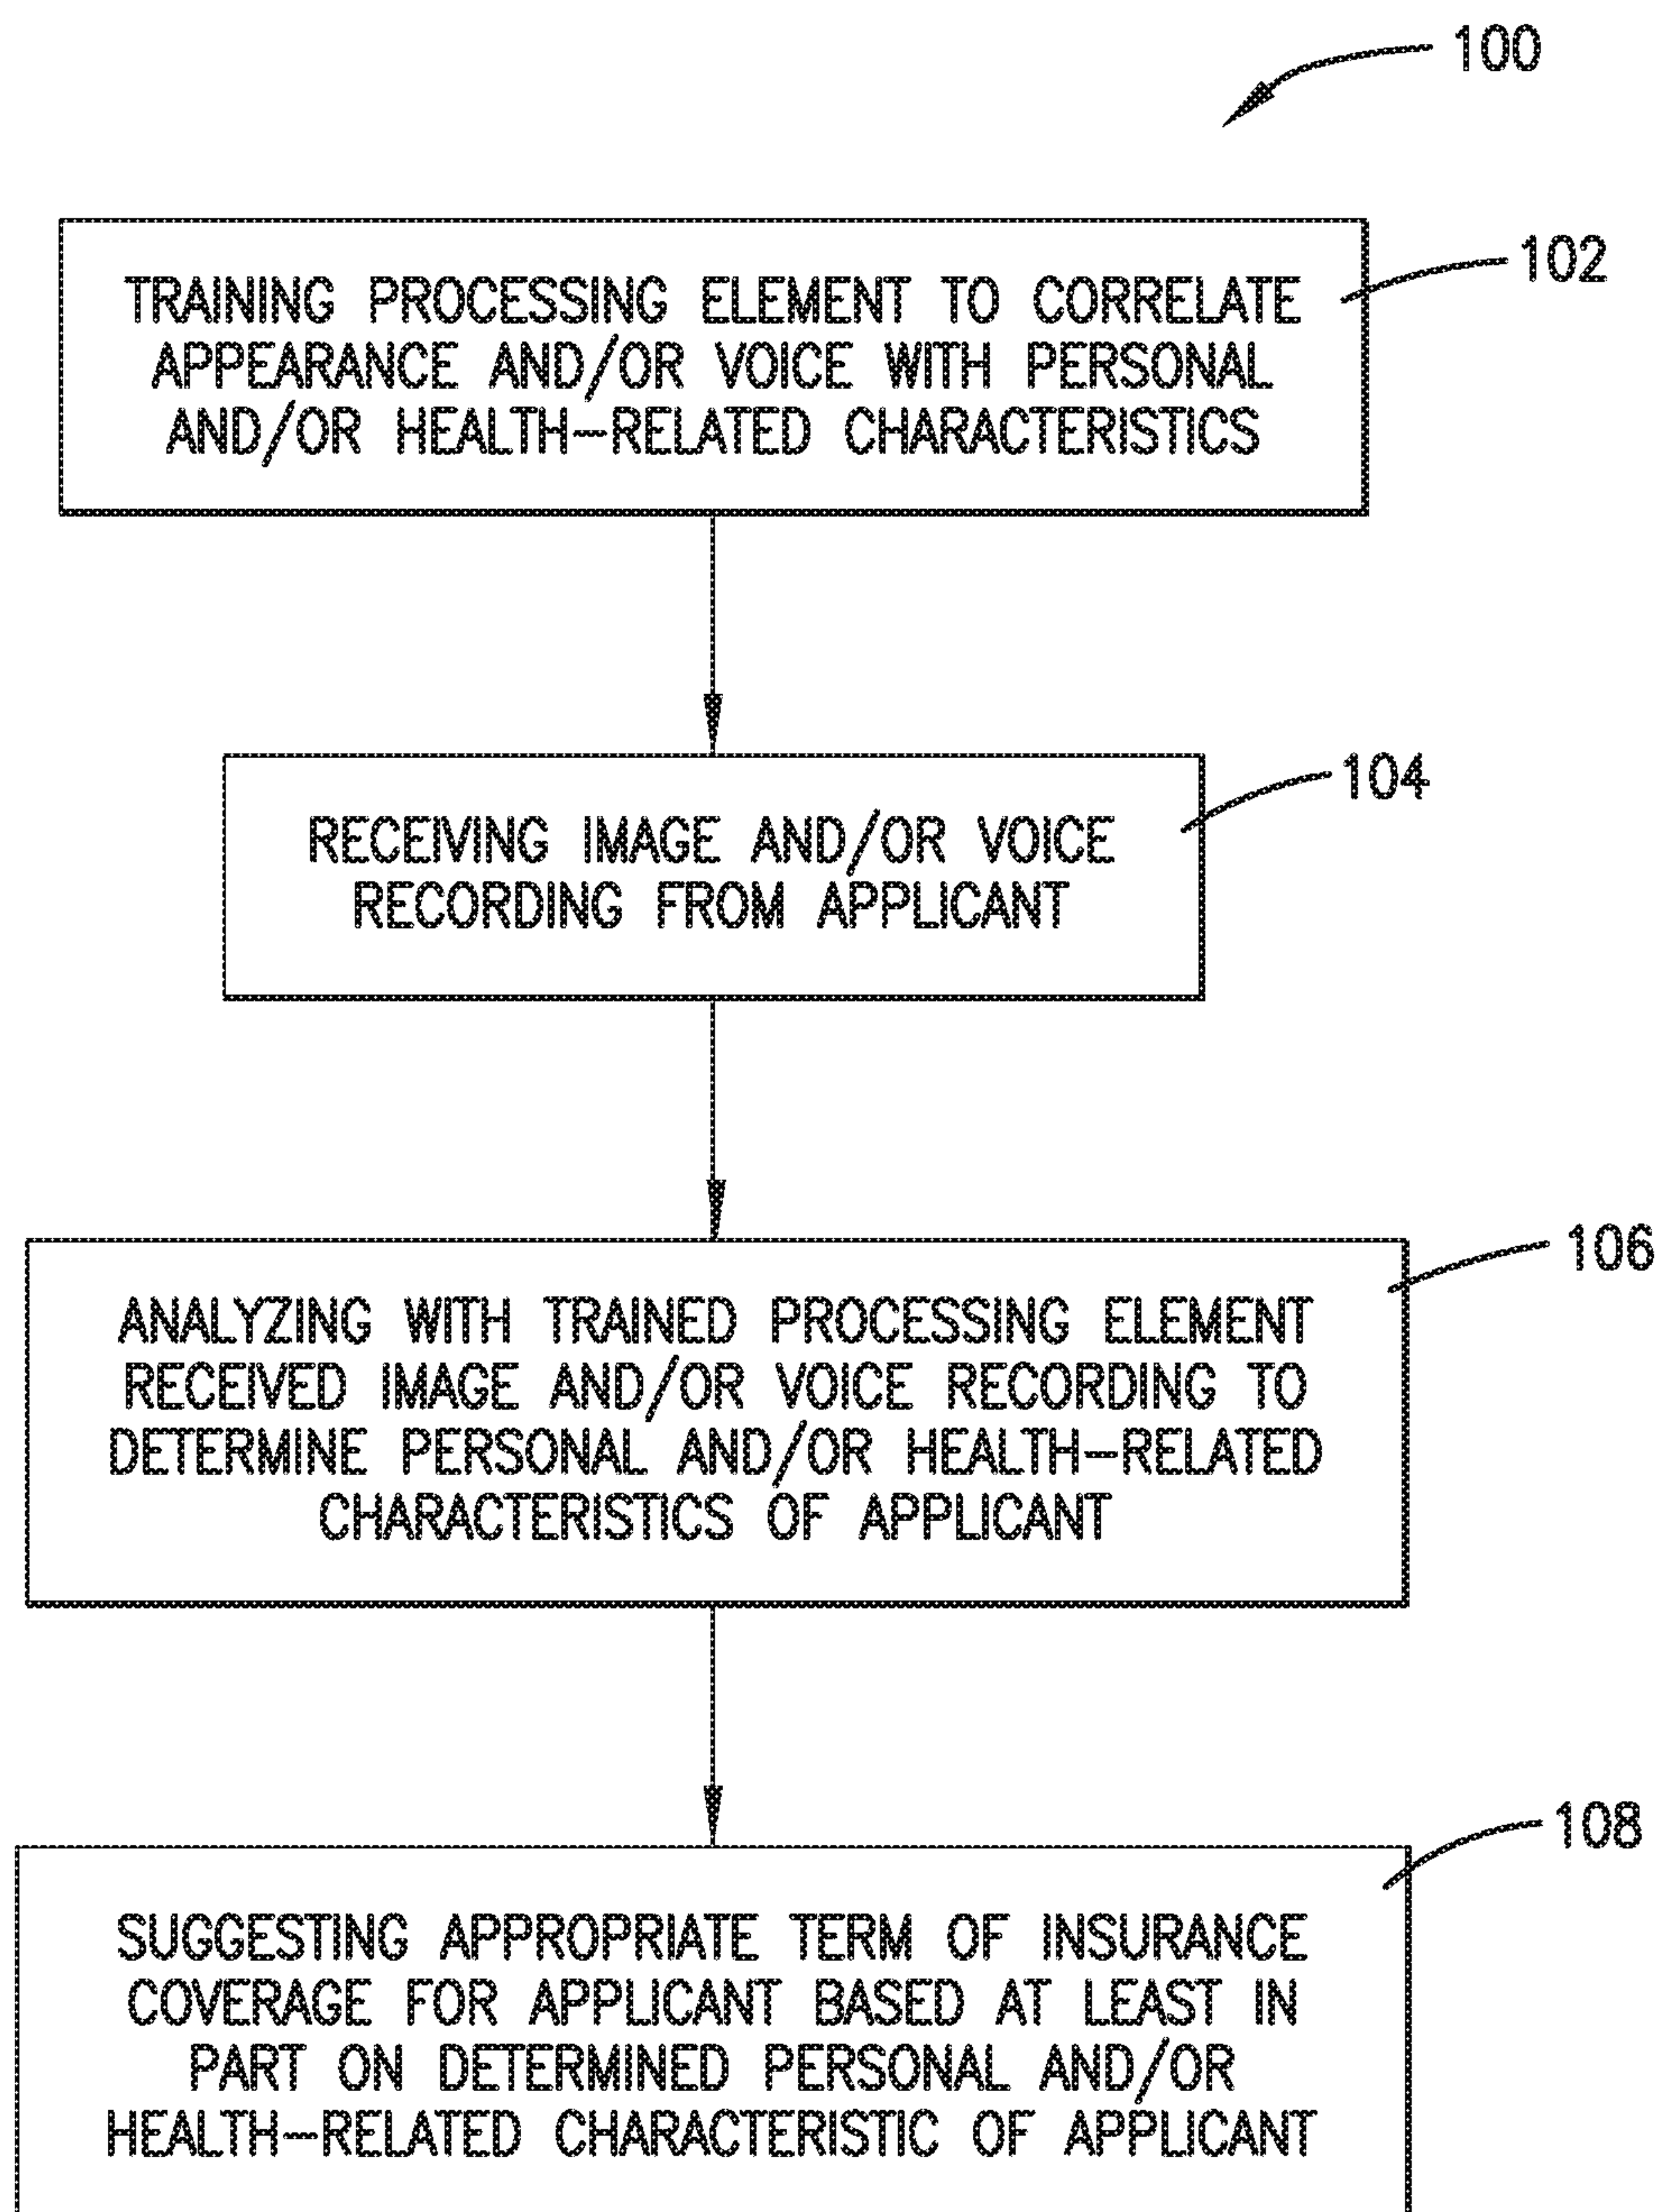 100
102
TRAINING PROCESSING ELEMENT TO CORRELATE
APPEARANCE AND/OR VOICE WITH PERSONAL
AND/OR HEALTH-RELATED CHARACTERISTICS
104
RECEIVING IMAGE AND/OR VOICE
RECORDING FROM APPLICANT
106
ANALYZING WITH TRAINED PROCESSING ELEMENT
RECEIVED IMAGE AND/OR VOICE RECORDING TO
DETERMINE PERSONAL AND/OR HEALTH-RELATED
CHARACTERISTICS OF APPLICANT
108
SUGGESTING APPROPRIATE TERM OF INSURANCE
COVERAGE FOR APPLICANT BASED AT LEAST IN
PART ON DETERMINED PERSONAL AND/OR
HEALTH-RELATED CHARACTERISTIC OF APPLICANT